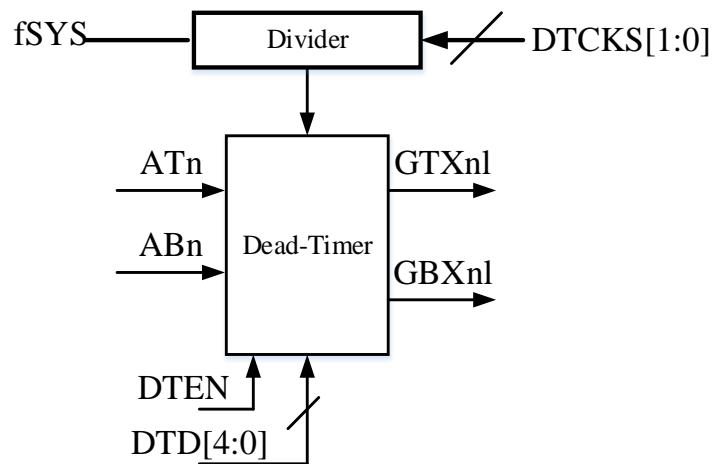 fSYS
Divider
DTCKS[1:0]
ATn
GTXnl
ABn
Dead-Timer
GBXnl
DTEN
DTD[4:0]